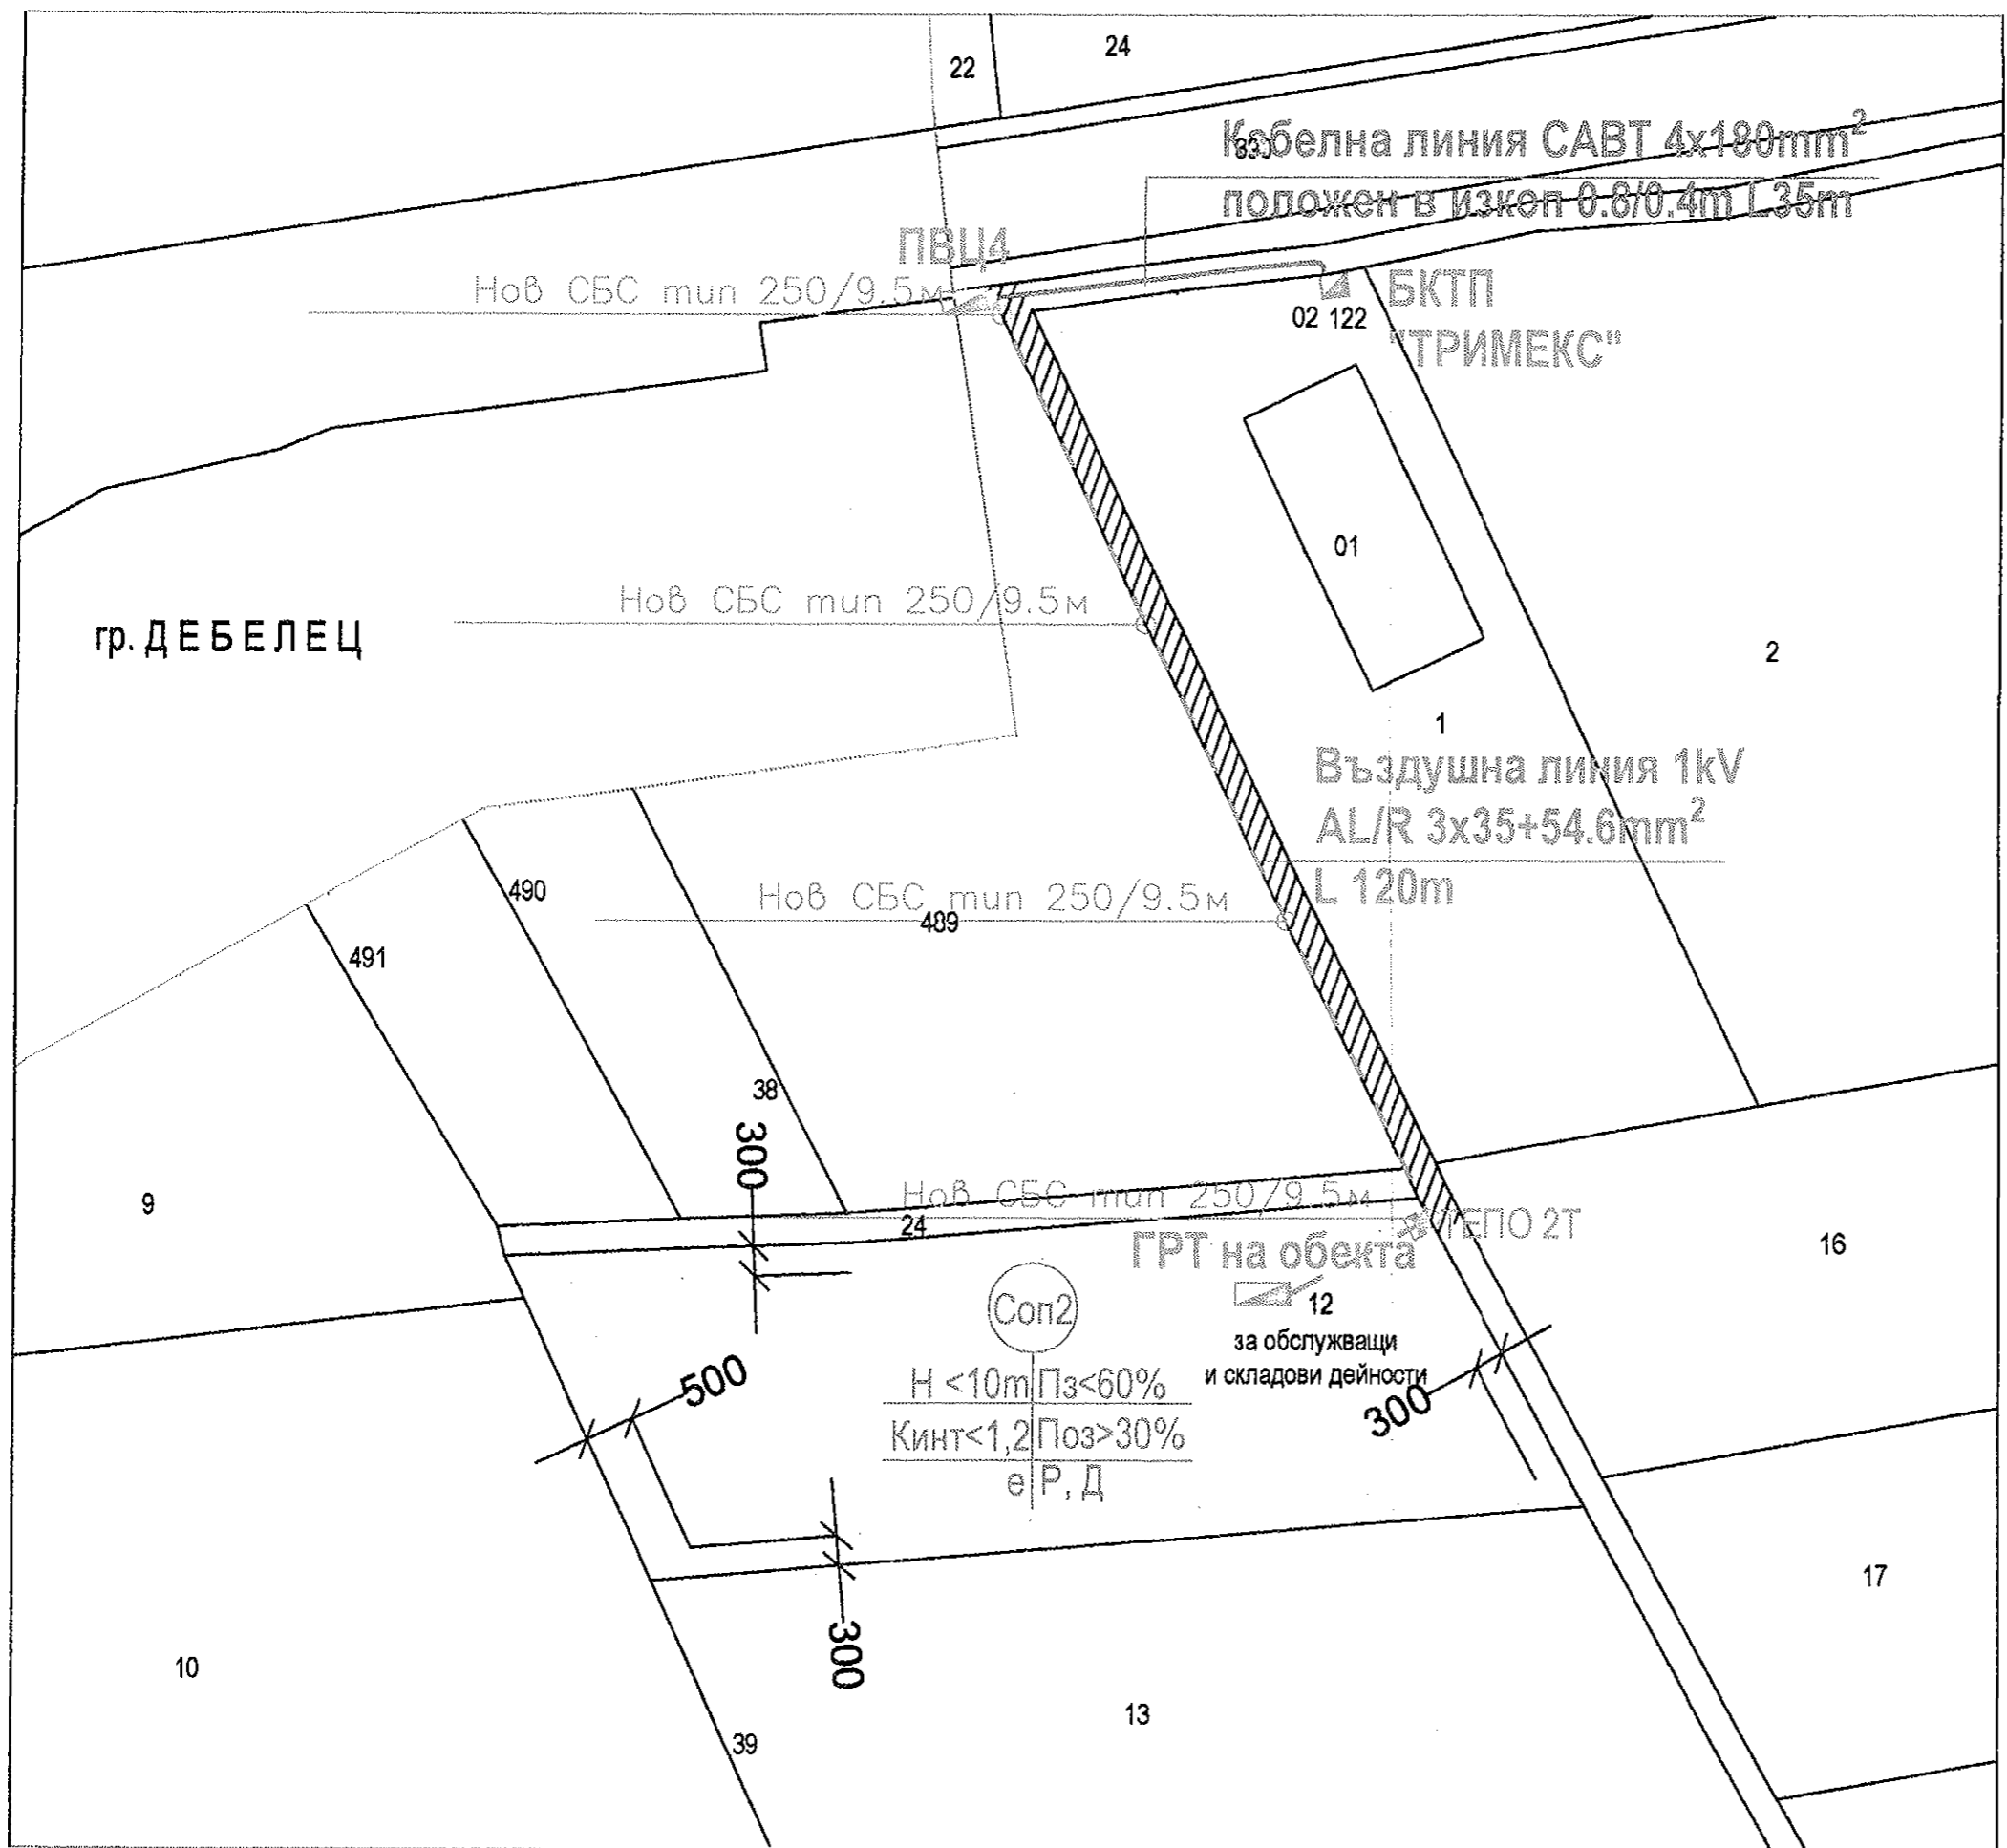 24
22
Кабелна линия САВТ 4x180mm²
положен в изкоп 0.8/0.4m L35m
ПВЦ4
Нов СБС тип 250/9.5м
БКТП
"ТРИМЕКС"
02 122
01
Нов СБС тип 250/9.5м
гр. ДЕБЕЛЕЦ
2
1
Въздушна линия 1kV
AL/R 3x35+54.6mm²
L 120m
490
Нов СБС тип 250/9.5м
489
491
38
300
9
Нов СБС тип 250/9.5м
24
ТЕПО 2Т
ГРТ на обекта
16
Соп2
12
за обслужващи
и складови дейности
H <10m Пз<60%
Кинт<1,2 Поз>30%
е Р, Д
500
300
17
300
10
13
39